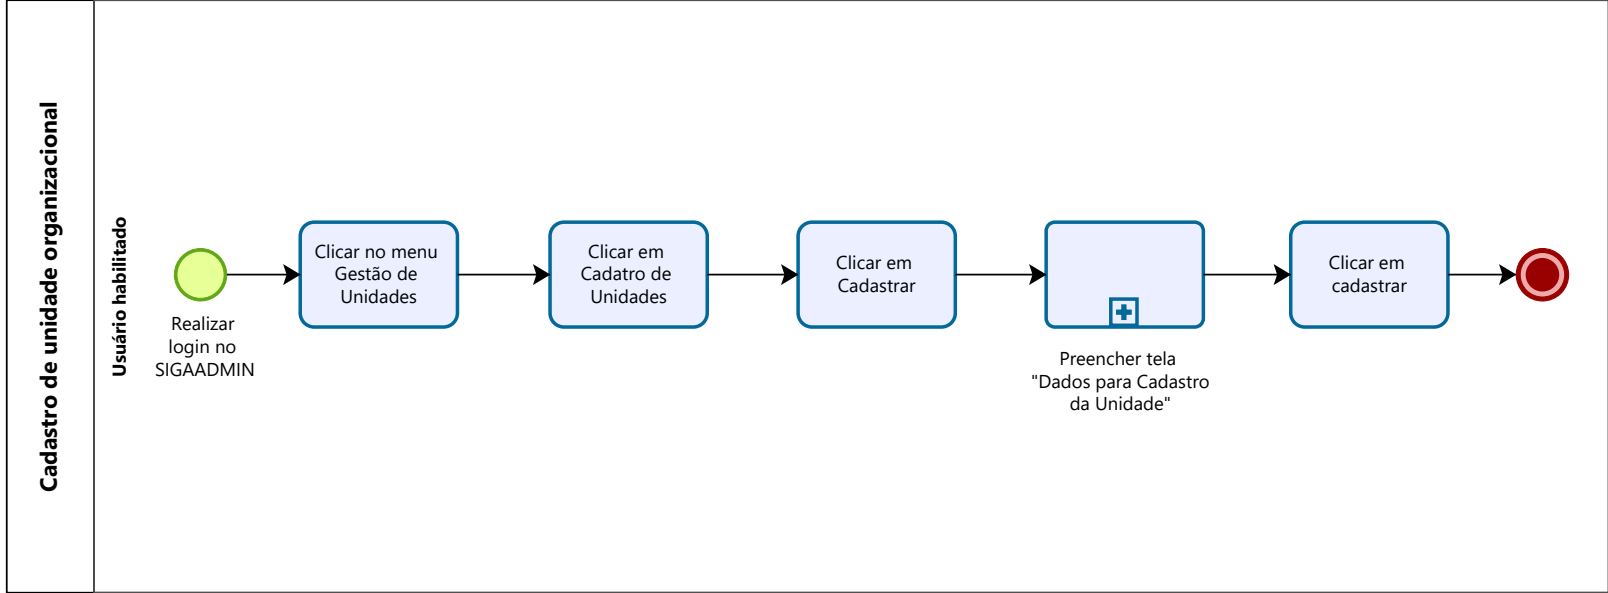 Cadastro de unidade organizacional
Usuário habilitado
Realizar
login no
SIGAADMIN
Clicar no menu
Gestão de
Unidades
Clicar em
Cadatro de
Unidades
Clicar em
Cadastrar
Preencher tela
"Dados para Cadastro
da Unidade"
Clicar em
cadastrar